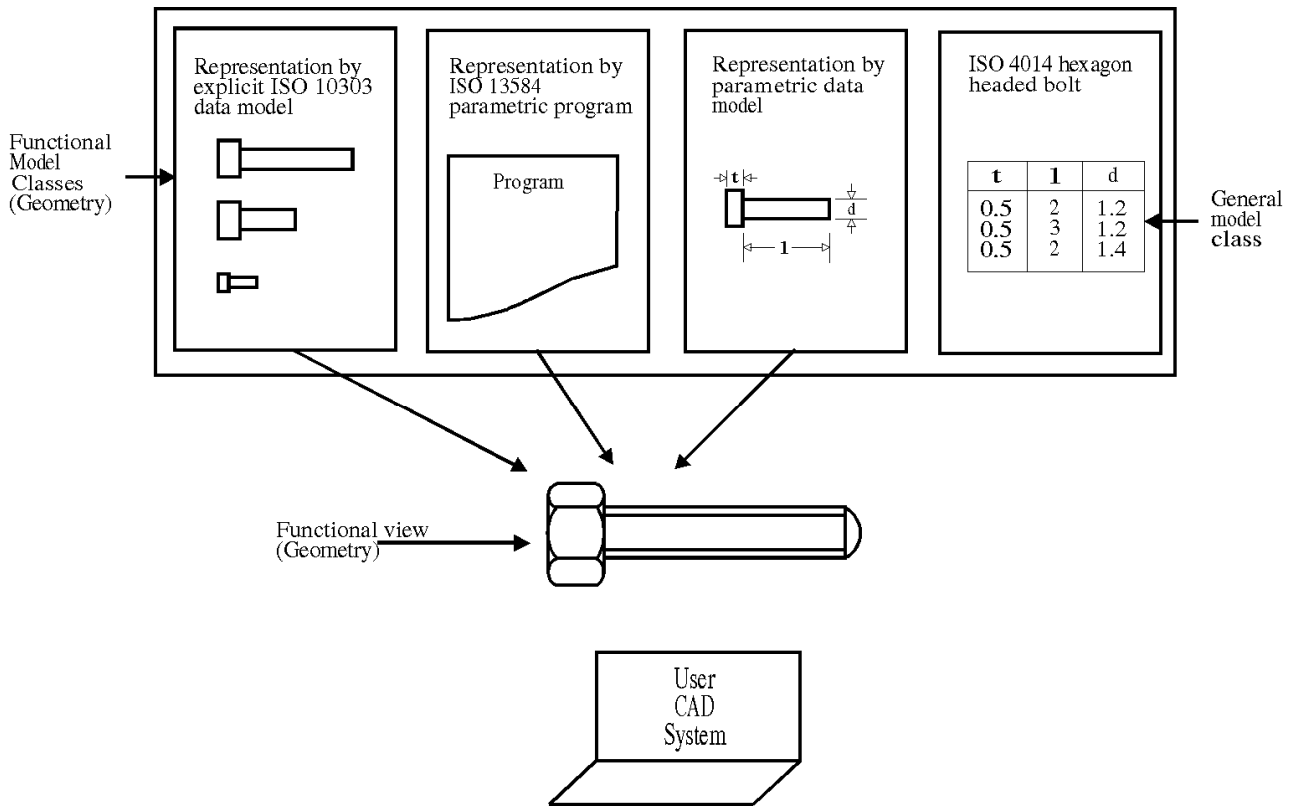 Representation by
explicit ISO 10303
data model
Representation by
ISO 13584
parametric program
Program
Representation by
parametric data
model
t
d
l
ISO 4014 hexagon
headed bolt
t l d
0.5 2 1.2
0.5 3 1.2
0.5 2 1.4
Functional
Model
Classes
(Geometry)
General
model
class
Functional view
(Geometry)
User
CAD
System